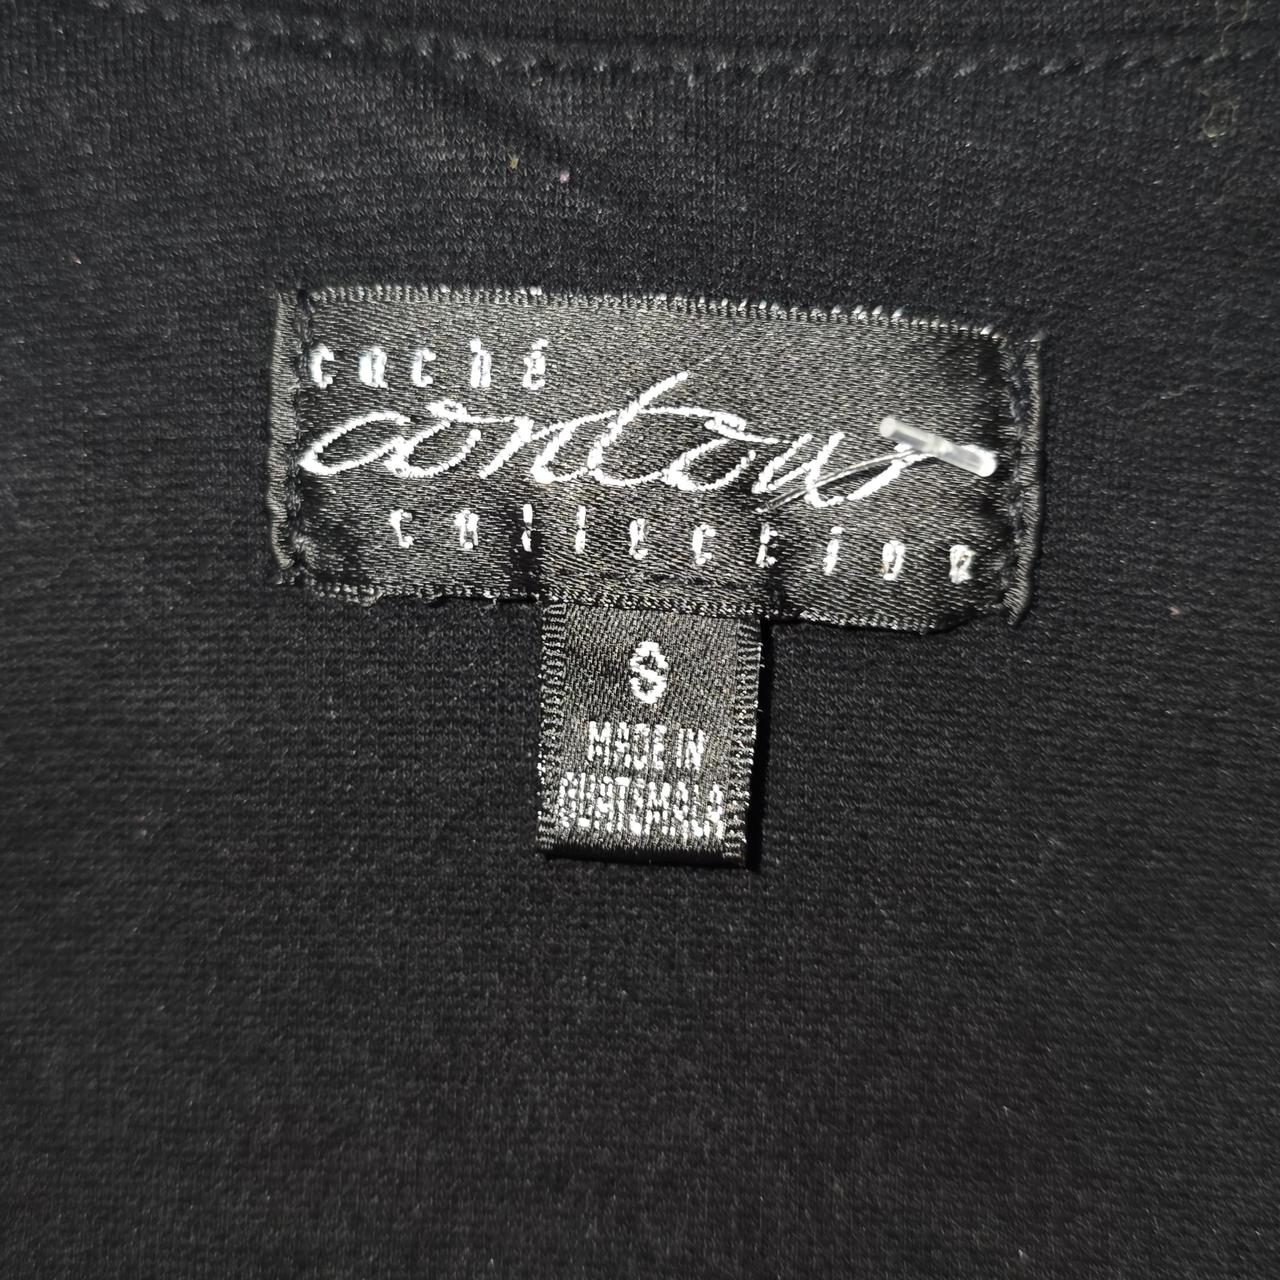 caché
contour
collection
S
MADE IN
GUATEMALA